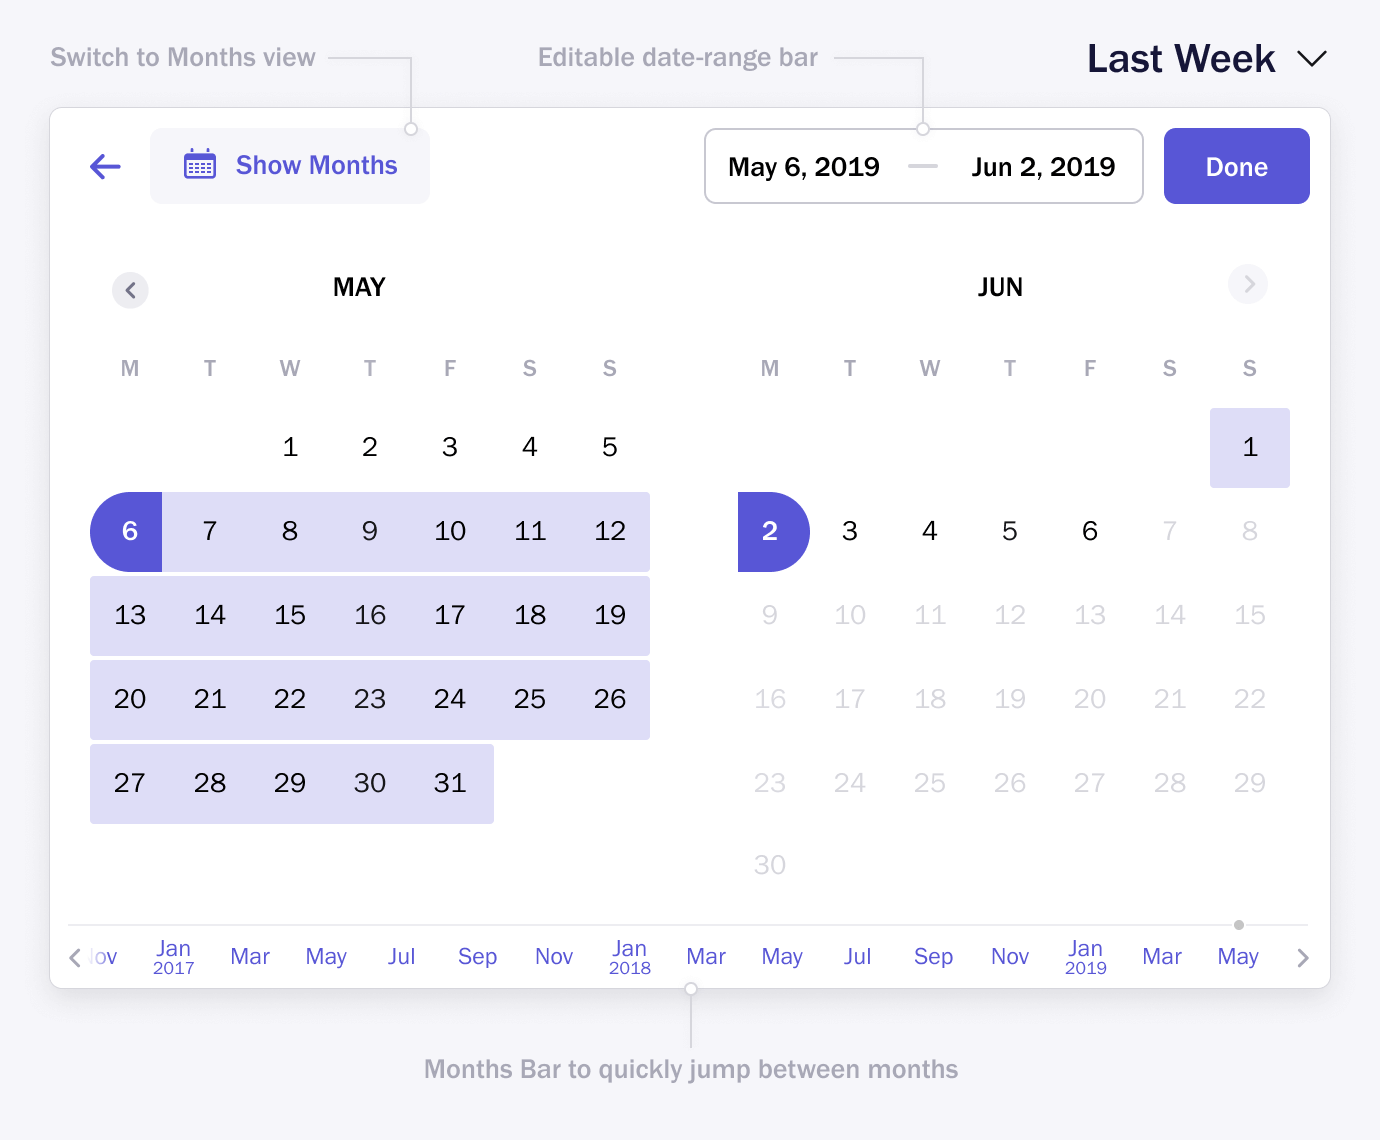 Switch to Months view
Editable date-range bar
Last Week
Show Months
May 6, 2019
Jun 2, 2019
Done
MAY
M T W T F S S
1 2 3 4 5
6 7 8 9 10 11 12
13 14 15 16 17 18 19
20 21 22 23 24 25 26
27 28 29 30 31
JUN
M T W T F S S
1
2 3 4 5 6 7 8
9 10 11 12 13 14 15
16 17 18 19 20 21 22
23 24 25 26 27 28 29
30
ov Jan Mar May Jul Sep Nov Jan Mar May Jul Sep Nov Jan Mar May
2017 2018 2019
Months Bar to quickly jump between months